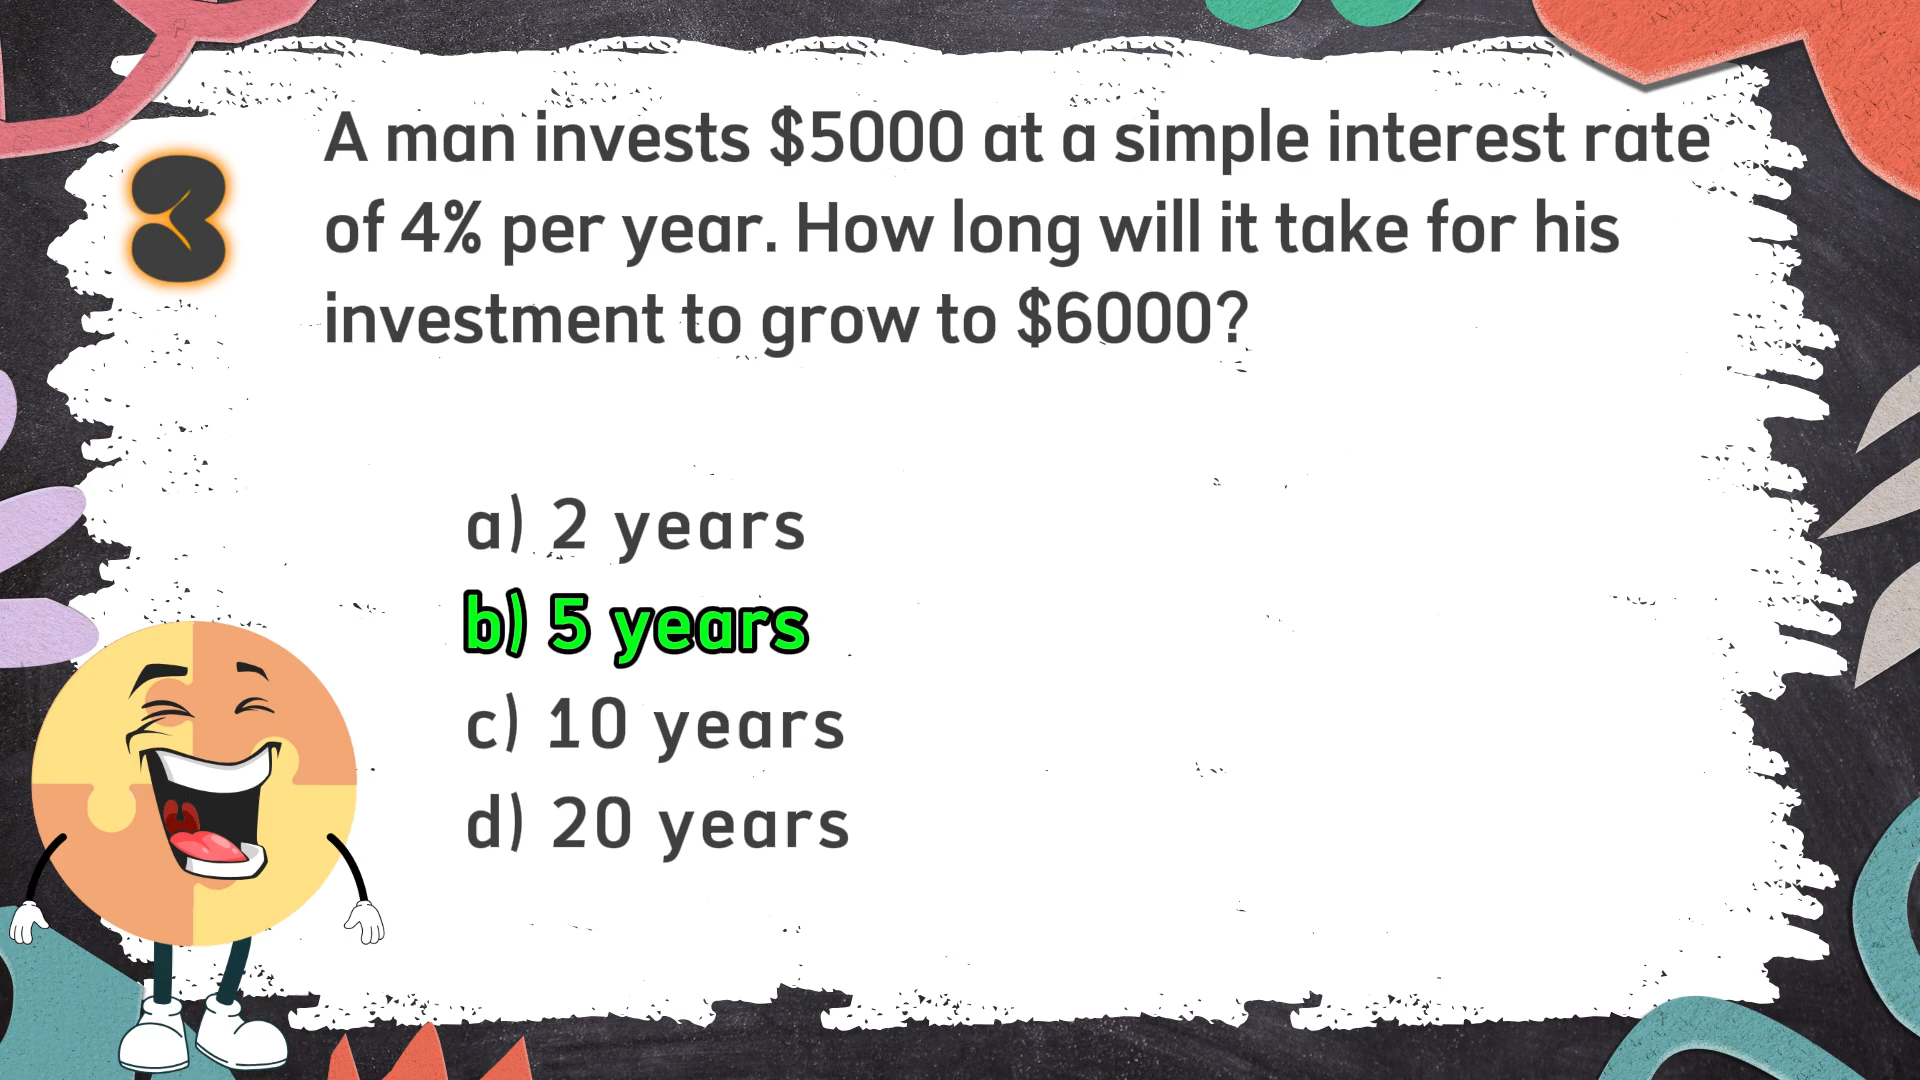 3
A man invests $5000 at a simple interest rate
of 4% per year. How long will it take for his
investment to grow to $6000?
a) 2 years
b) 5 years
c) 10 years
d) 20 years